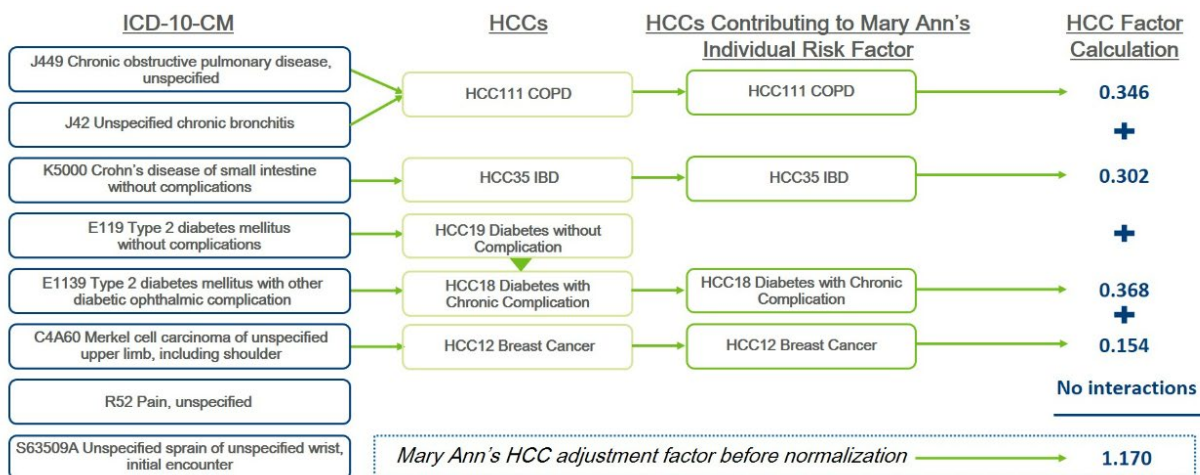 ICD-10-CM
HCCs
HCCs Contributing to Mary Ann's
Individual Risk Factor
HCC Factor
Calculation
J449 Chronic obstructive pulmonary disease,
unspecified
HCC111 COPD
HCC111 COPD
0.346
J42 Unspecified chronic bronchitis
+
K5000 Crohn's disease of small intestine
without complications
HCC35 IBD
HCC35 IBD
0.302
E119 Type 2 diabetes mellitus
without complications
HCC19 Diabetes without
Complication
+
E1139 Type 2 diabetes mellitus with other
diabetic ophthalmic complication
HCC18 Diabetes with
Chronic Complication
HCC18 Diabetes with Chronic
Complication
0.368
+
C4A60 Merkel cell carcinoma of unspecified
upper limb, including shoulder
HCC12 Breast Cancer
HCC12 Breast Cancer
0.154
R52 Pain, unspecified
No interactions
S63509A Unspecified sprain of unspecified wrist,
initial encounter
Mary Ann's HCC adjustment factor before normalization
1.170